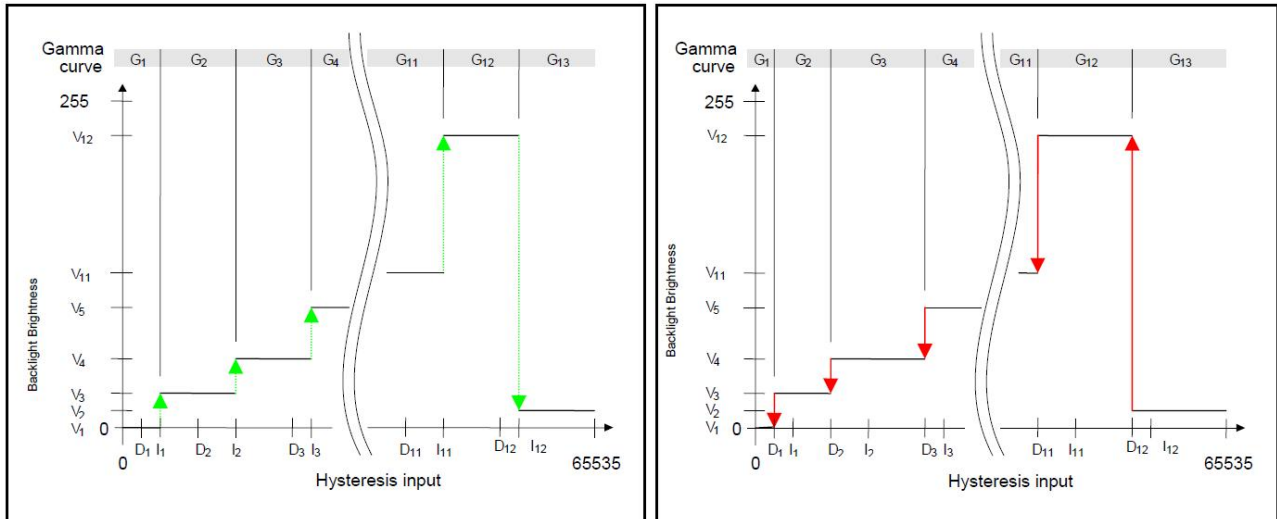 Gamma curve
G1 G2 G3 G4 G11 G12 G13
255
V12
V11
V5
V4
V3
V2
V1 0
Backlight Brightness
D1 I1 D2 I2 D3 I3 D11 I11 D12 I12
0 65535
Hysteresis input
Gamma curve
G1 G2 G3 G4 G11 G12 G13
255
V12
V11
V5
V4
V3
V2
V1 0
Backlight Brightness
D1 I1 D2 I2 D3 I3 D11 I11 D12 I12
0 65535
Hysteresis input